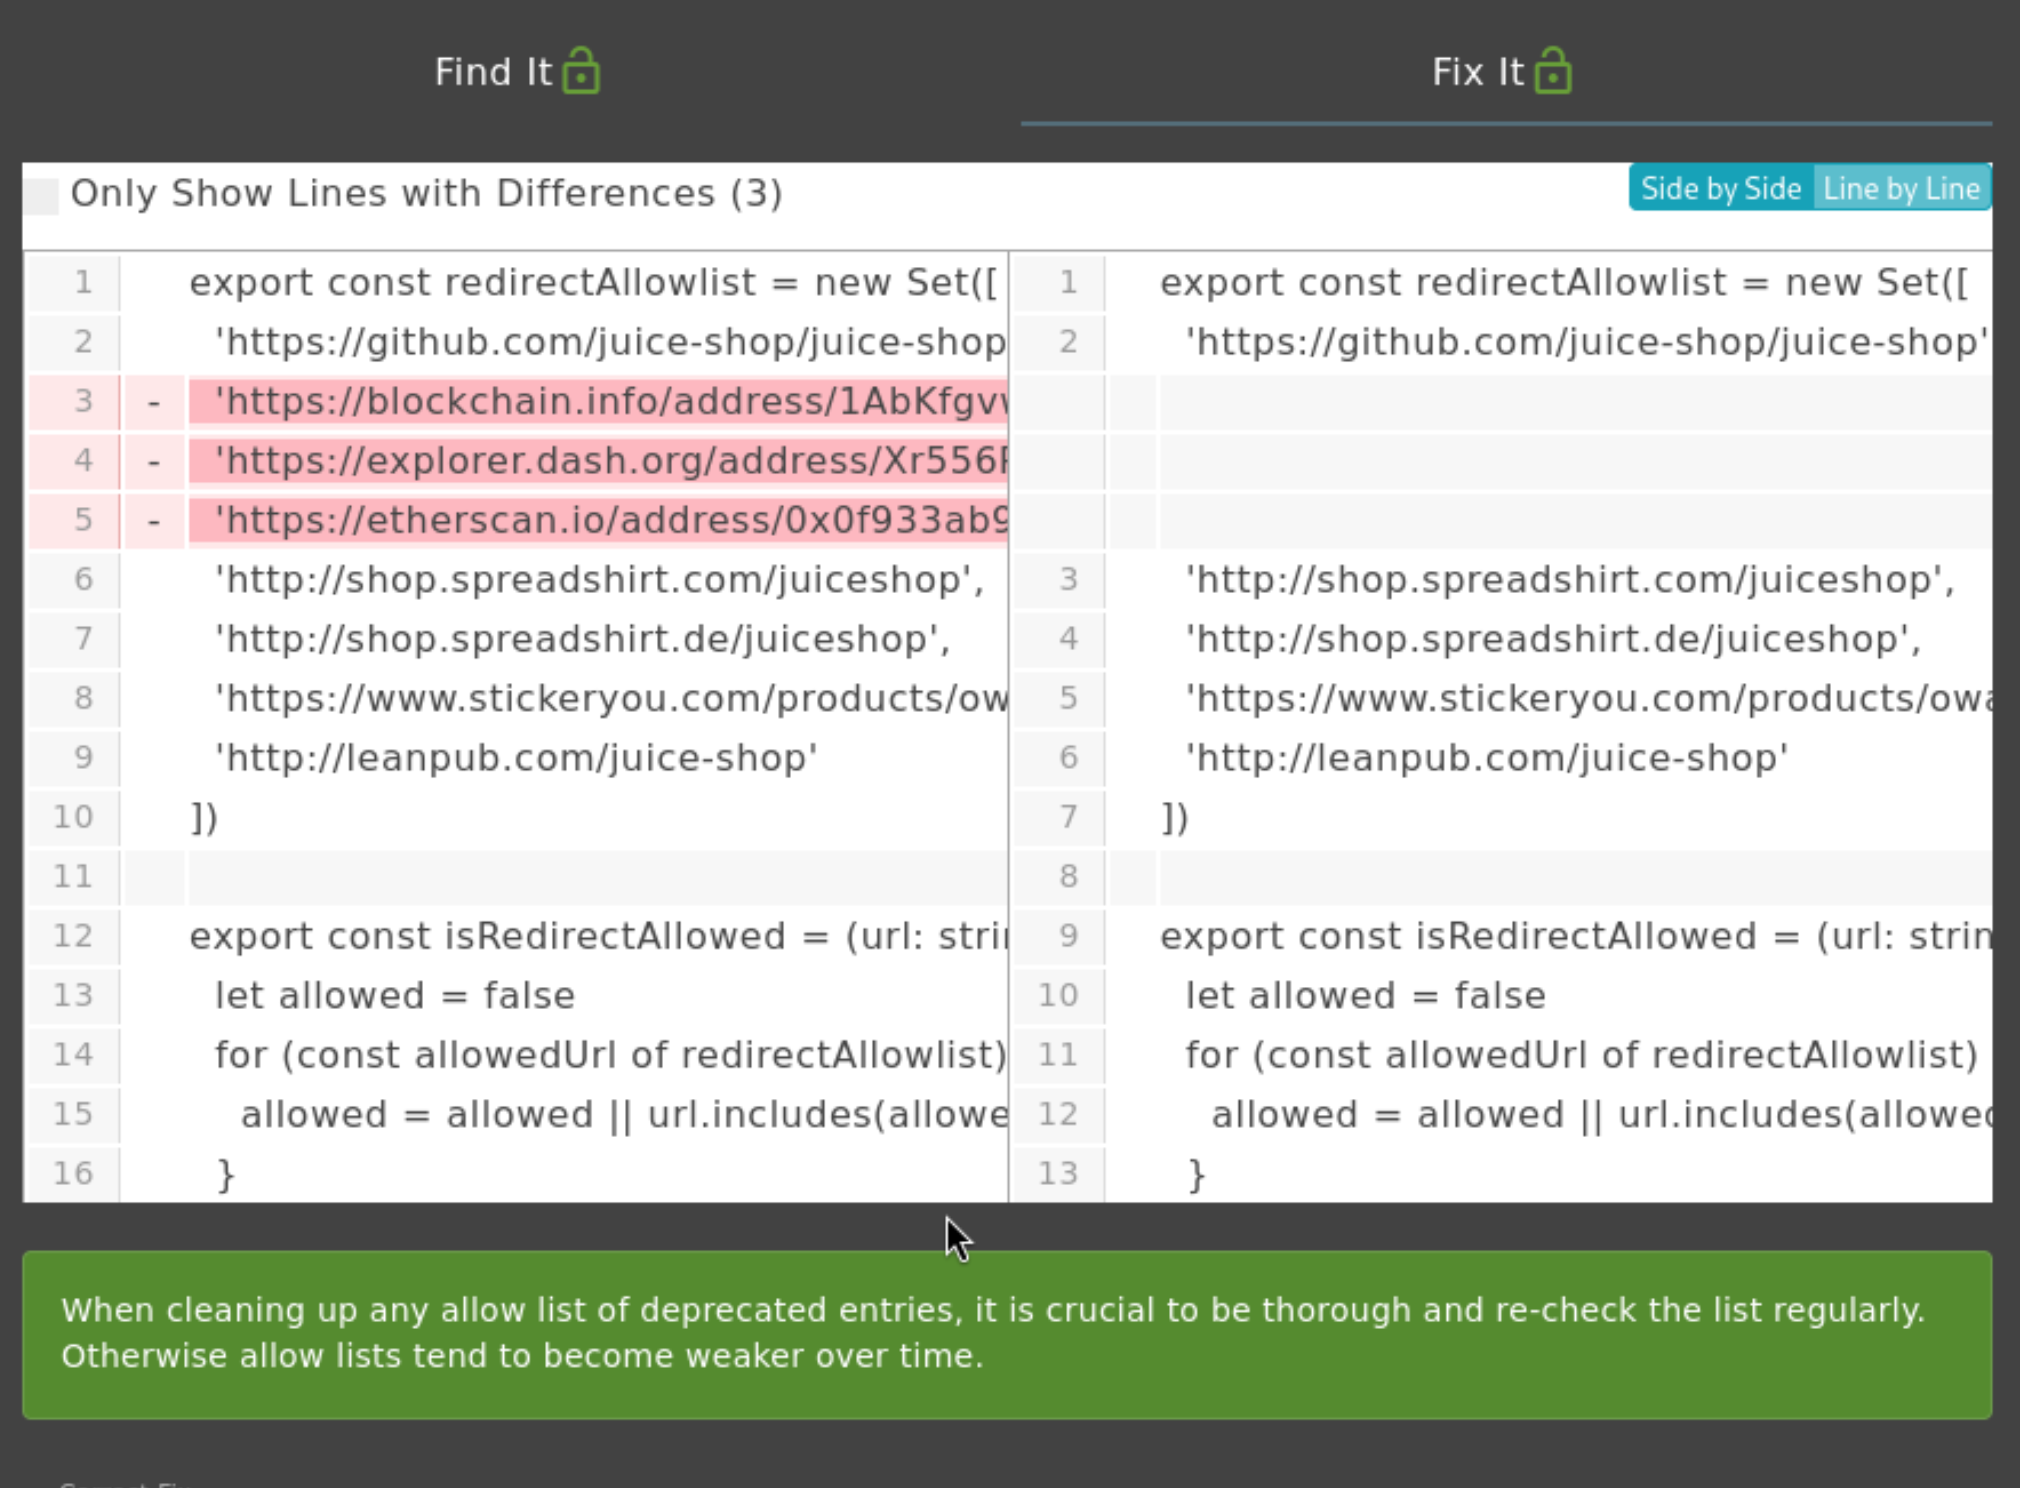 Find It
Fix It
Only Show Lines with Differences (3)
Side by Side Line by Line
1 export const redirectAllowlist = new Set([
2 'https://github.com/juice-shop/juice-shop
3 - 'https://blockchain.info/address/1AbKfgv
4 - 'https://explorer.dash.org/address/Xr556
5 - 'https://etherscan.io/address/0x0f933ab9
6 'http://shop.spreadshirt.com/juiceshop',
7 'http://shop.spreadshirt.de/juiceshop',
8 'https://www.stickeryou.com/products/ow
9 'http://leanpub.com/juice-shop'
10 ])
11
12 export const isRedirectAllowed = (url: stri
13 let allowed = false
14 for (const allowedUrl of redirectAllowlist)
15 allowed = allowed || url.includes(allowe
16 }
1 export const redirectAllowlist = new Set([
2 'https://github.com/juice-shop/juice-shop'
3 'http://shop.spreadshirt.com/juiceshop',
4 'http://shop.spreadshirt.de/juiceshop',
5 'https://www.stickeryou.com/products/owa
6 'http://leanpub.com/juice-shop'
7 ])
8
9 export const isRedirectAllowed = (url: strin
10 let allowed = false
11 for (const allowedUrl of redirectAllowlist)
12 allowed = allowed || url.includes(allowed
13 }
When cleaning up any allow list of deprecated entries, it is crucial to be thorough and re-check the list regularly.
Otherwise allow lists tend to become weaker over time.